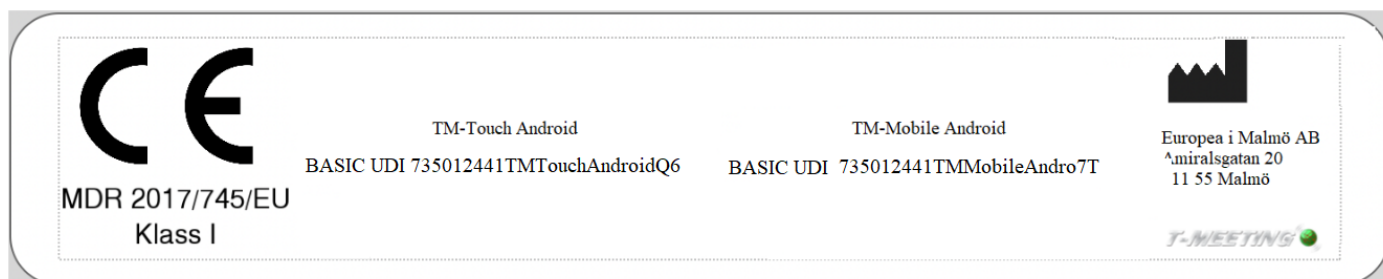 CE
MDR 2017/745/EU
Klass I
TM-Touch Android
BASIC UDI 735012441TMTouchAndroidQ6
TM-Mobile Android
BASIC UDI 735012441TMMobileAndro7T
Europea i Malmö AB
miralsgatan 20
11 55 Malmö
T-MEETING